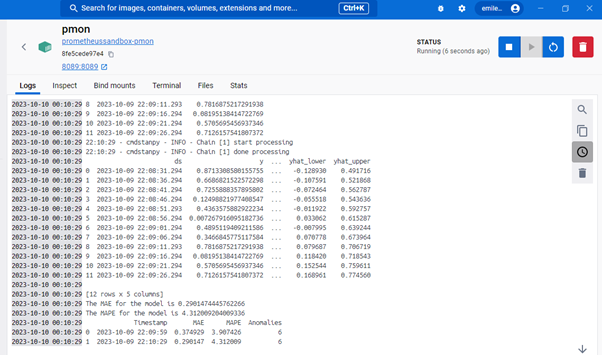 Search for images, containers, volumes, extensions and more... Ctrl+K emile...
pmon
prometheussandbox-pmon
8fe5cede97e4
8089:8089
STATUS
Running (6 seconds ago)
Logs Inspect Bind mounts Terminal Files Stats
2023-10-10 00:10:29 8 2023-10-09 22:09:11.293 0.7816875217291938
2023-10-10 00:10:29 9 2023-10-09 22:09:16.294 0.08195138414722769
2023-10-10 00:10:29 10 2023-10-09 22:09:21.294 0.5705695456937346
2023-10-10 00:10:29 11 2023-10-09 22:09:26.294 0.7126157541807372
2023-10-10 00:10:29 22:10:29 - cmdstanpy - INFO - Chain [1] start processing
2023-10-10 00:10:29 22:10:29 - cmdstanpy - INFO - Chain [1] done processing
2023-10-10 00:10:29 ds y ... yhat_lower yhat_upper
2023-10-10 00:10:29 0 2023-10-09 22:08:31.294 0.8713308580155755 ... -0.128930 0.491716
2023-10-10 00:10:29 1 2023-10-09 22:08:36.294 0.6686821522572298 ... -0.107591 0.521868
2023-10-10 00:10:29 2 2023-10-09 22:08:41.294 0.7255888357895802 ... -0.072464 0.562787
2023-10-10 00:10:29 3 2023-10-09 22:08:46.294 0.12498821977408547 ... -0.055518 0.543636
2023-10-10 00:10:29 4 2023-10-09 22:08:51.293 0.4363575882922234 ... -0.011922 0.592757
2023-10-10 00:10:29 5 2023-10-09 22:08:56.294 0.007267916095182736 ... 0.033062 0.615287
2023-10-10 00:10:29 6 2023-10-09 22:09:01.294 0.4895119409211586 ... -0.007995 0.639244
2023-10-10 00:10:29 7 2023-10-09 22:09:06.294 0.3466845775117584 ... 0.070778 0.673964
2023-10-10 00:10:29 8 2023-10-09 22:09:11.293 0.7816875217291938 ... 0.079687 0.706719
2023-10-10 00:10:29 9 2023-10-09 22:09:16.294 0.08195138414722769 ... 0.118420 0.718543
2023-10-10 00:10:29 10 2023-10-09 22:09:21.294 0.5705695456937346 ... 0.152544 0.759611
2023-10-10 00:10:29 11 2023-10-09 22:09:26.294 0.7126157541807372 ... 0.168961 0.774560
2023-10-10 00:10:29
2023-10-10 00:10:29 [12 rows x 5 columns]
2023-10-10 00:10:29 The MAE for the model is 0.2901474445762266
2023-10-10 00:10:29 The MAPE for the model is 4.312009204009336
2023-10-10 00:10:29 Timestamp MAE MAPE Anomalies
2023-10-10 00:10:29 0 2023-10-09 22:09:59 0.374929 3.907426 6
2023-10-10 00:10:29 1 2023-10-09 22:10:29 0.290147 4.312009 6